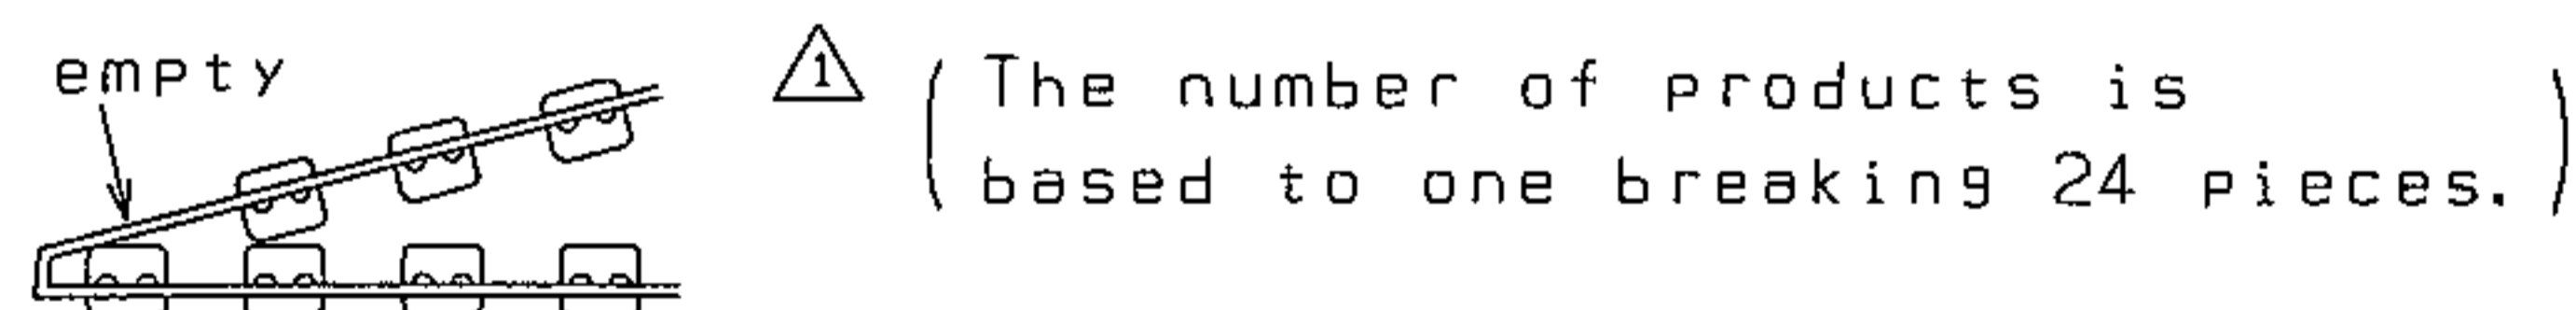 empty
1
(The number of products is
based to one breaking 24 pieces.)